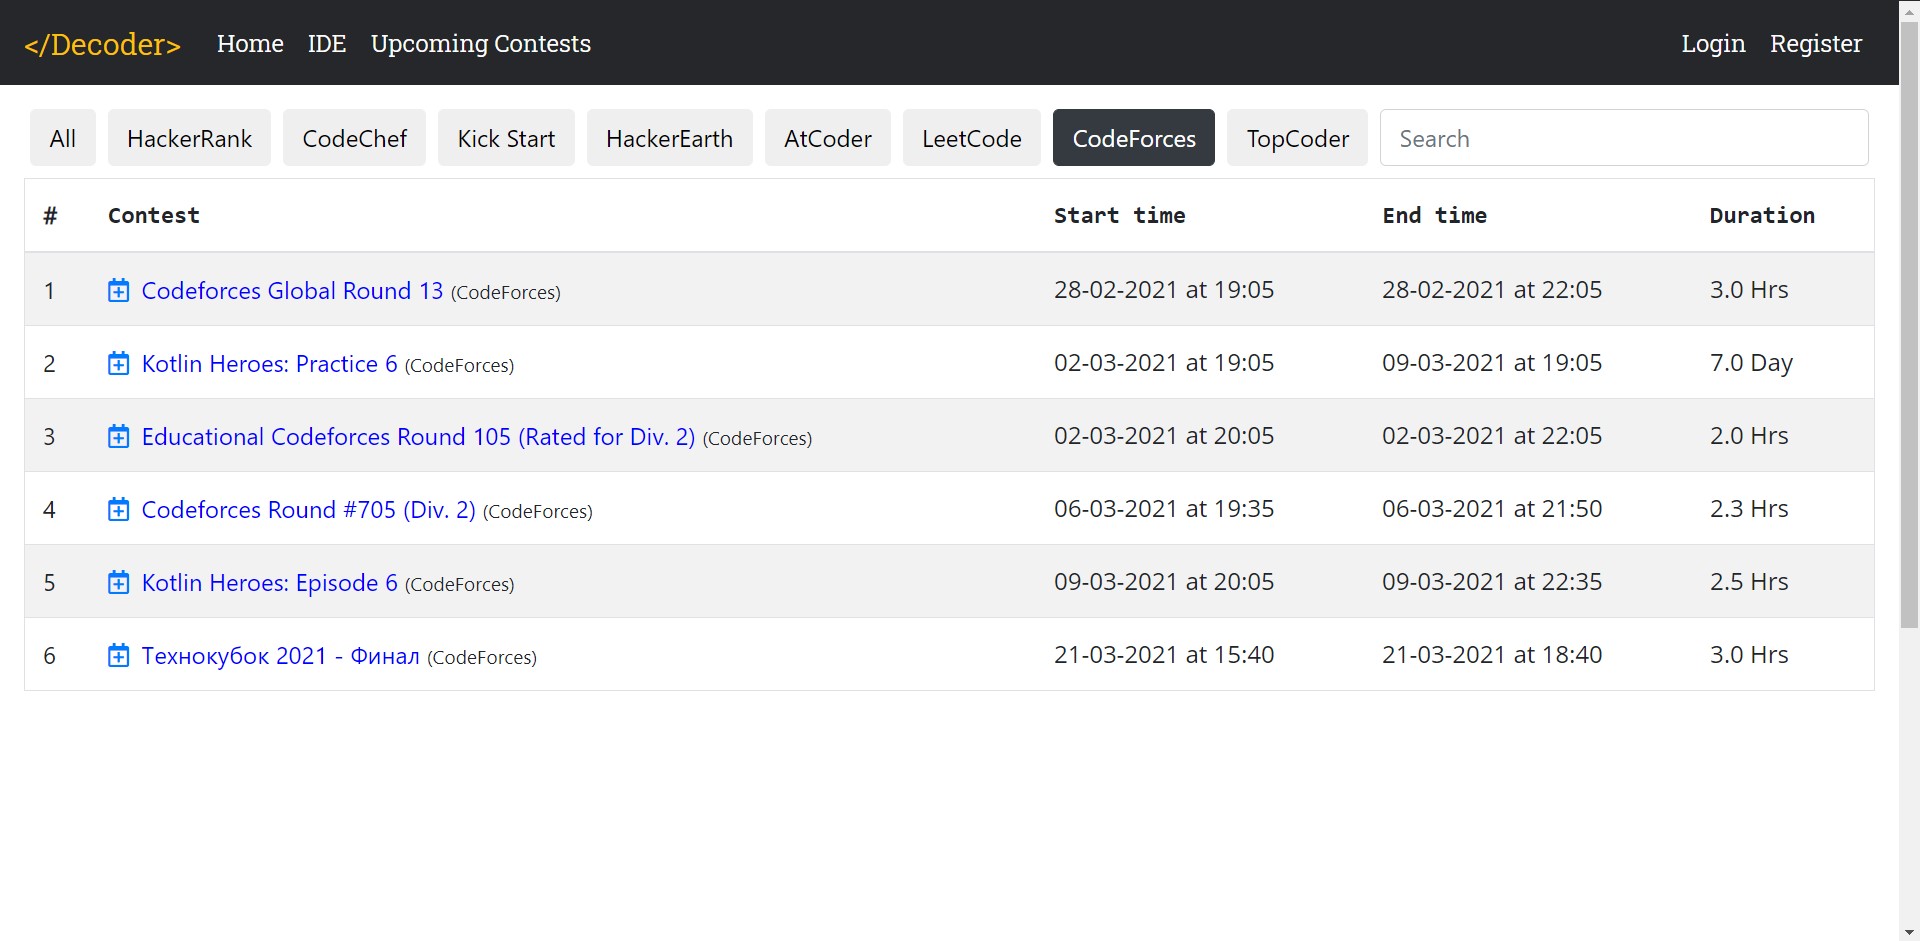 </Decoder> Home IDE Upcoming Contests Login Register
All HackerRank CodeChef Kick Start HackerEarth AtCoder LeetCode CodeForces TopCoder Search
# Contest Start time End time Duration
1 Codeforces Global Round 13 (CodeForces) 28-02-2021 at 19:05 28-02-2021 at 22:05 3.0 Hrs
2 Kotlin Heroes: Practice 6 (CodeForces) 02-03-2021 at 19:05 09-03-2021 at 19:05 7.0 Day
3 Educational Codeforces Round 105 (Rated for Div. 2) (CodeForces) 02-03-2021 at 20:05 02-03-2021 at 22:05 2.0 Hrs
4 Codeforces Round #705 (Div. 2) (CodeForces) 06-03-2021 at 19:35 06-03-2021 at 21:50 2.3 Hrs
5 Kotlin Heroes: Episode 6 (CodeForces) 09-03-2021 at 20:05 09-03-2021 at 22:35 2.5 Hrs
6 Технокубок 2021 - Финал (CodeForces) 21-03-2021 at 15:40 21-03-2021 at 18:40 3.0 Hrs